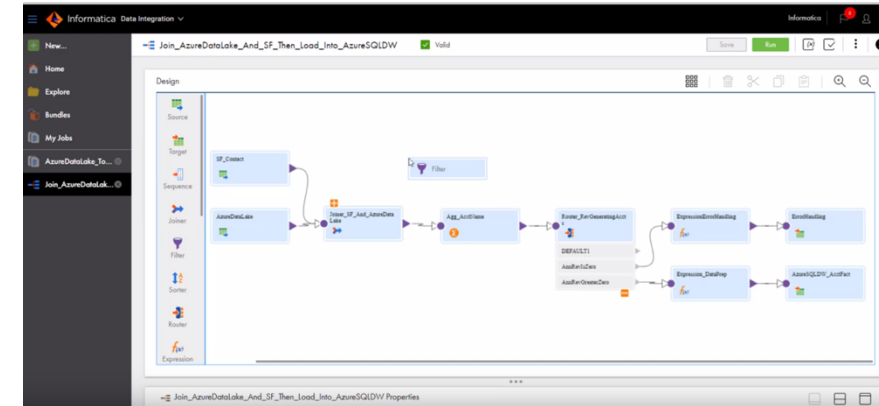 Informatica Data Integration
Informatica
New...
Join_AzureDataLake_And_SF_Then_Load_Into_AzureSQLDW
Valid
Save
Run
Home
Explore
Bundles
My Jobs
AzureDataLake_To...
Join_AzureDataLak...
Design
Source
Target
Sequence
Joiner
Filter
Sorter
Router
f(x)
Expression
SF_Contact
Filter
AzureDataLake
Joiner_SF_And_AzureData
Lake
Agg_AcctName
Router_RevGeneratingAcct
s
DEFAULT1
AnnRevIsZero
AnnRevGreaterZero
ExpressionErrorHandling
f(x)
ErrorHandling
Expression_DataPrep
f(x)
AzureSQLDW_AcctFact
Join_AzureDataLake_And_SF_Then_Load_Into_AzureSQLDW Properties